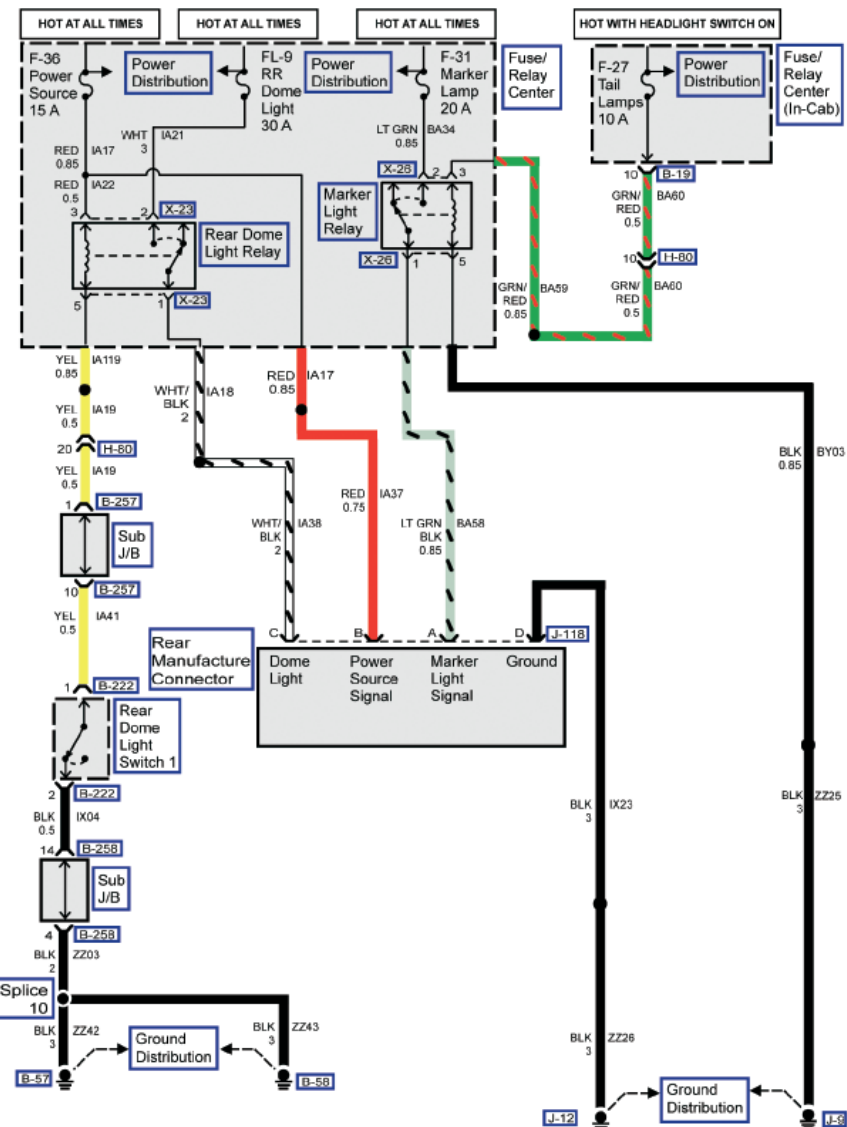 HOT AT ALL TIMES
HOT AT ALL TIMES
HOT AT ALL TIMES
HOT WITH HEADLIGHT SWITCH ON
F-36
Power
Source
15 A
Power
Distribution
FL-9
RR
Dome
Light
30 A
Power
Distribution
F-31
Marker
Lamp
20 A
Fuse/
Relay
Center
F-27
Tail
Lamps
10 A
Power
Distribution
Fuse/
Relay
Center
(In-Cab)
WHT
3
IA21
LT GRN
0.85
BA34
RED
0.85
IA17
RED
0.5
IA22
3
2
X-23
Rear Dome
Light Relay
5
1
X-23
X-26
2
3
Marker
Light
Relay
X-26
1
5
10
B-19
GRN/
RED
0.5
BA60
10
H-80
GRN/
RED
0.85
BA59
GRN/
RED
0.5
BA60
YEL
0.85
IA119
YEL
0.5
IA19
20
H-80
YEL
0.5
IA19
1
B-257
Sub
J/B
10
B-257
YEL
0.5
IA41
1
B-222
Rear
Dome
Light
Switch 1
2
B-222
BLK
0.5
IX04
14
B-258
Sub
J/B
4
B-258
BLK
2
ZZ03
Splice
10
BLK
3
ZZ42
BLK
3
ZZ43
Ground
Distribution
B-57
B-58
WHT/
BLK
2
IA18
RED
0.85
IA17
WHT/
BLK
2
IA38
RED
0.75
IA37
LT GRN
BLK
0.85
BA58
BLK
0.85
BY03
Rear
Manufacture
Connector
C
B
A
D
J-118
Dome
Light
Power
Source
Signal
Marker
Light
Signal
Ground
BLK
3
IX23
BLK
3
ZZ25
BLK
3
ZZ26
Ground
Distribution
J-12
J-9